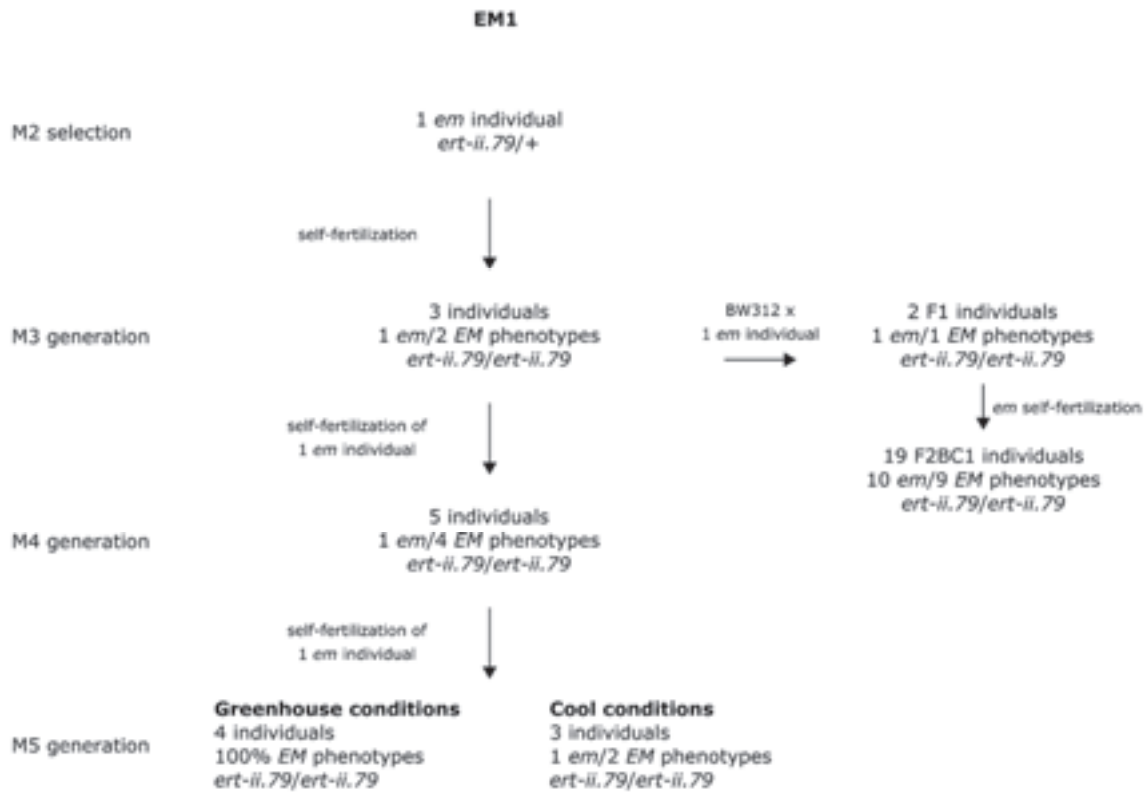 EM1
M2 selection
1 em individual
ert-ii.79/+
self-fertilization
M3 generation
3 individuals
1 em/2 EM phenotypes
ert-ii.79/ert-ii.79
BW312 x
1 em individual
2 F1 individuals
1 em/1 EM phenotypes
ert-ii.79/ert-ii.79
em self-fertilization
19 F2BC1 individuals
10 em/9 EM phenotypes
ert-ii.79/ert-ii.79
self-fertilization of
1 em individual
M4 generation
5 individuals
1 em/4 EM phenotypes
ert-ii.79/ert-ii.79
self-fertilization of
1 em individual
M5 generation
Greenhouse conditions
4 individuals
100% EM phenotypes
ert-ii.79/ert-ii.79
Cool conditions
3 individuals
1 em/2 EM phenotypes
ert-ii.79/ert-ii.79